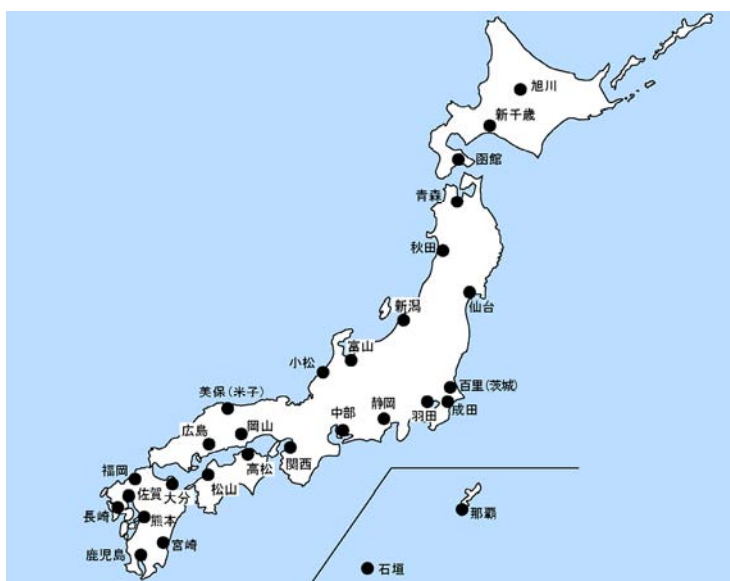 旭川
新千歳
函館
青森
秋田
仙台
新潟
富山
小松
百里(茨城)
美保(米子)
成田
羽田
静岡
中部
岡山
広島
関西
高松
福岡
松山
佐賀
大分
長崎
熊本
那覇
宮崎
鹿児島
石垣